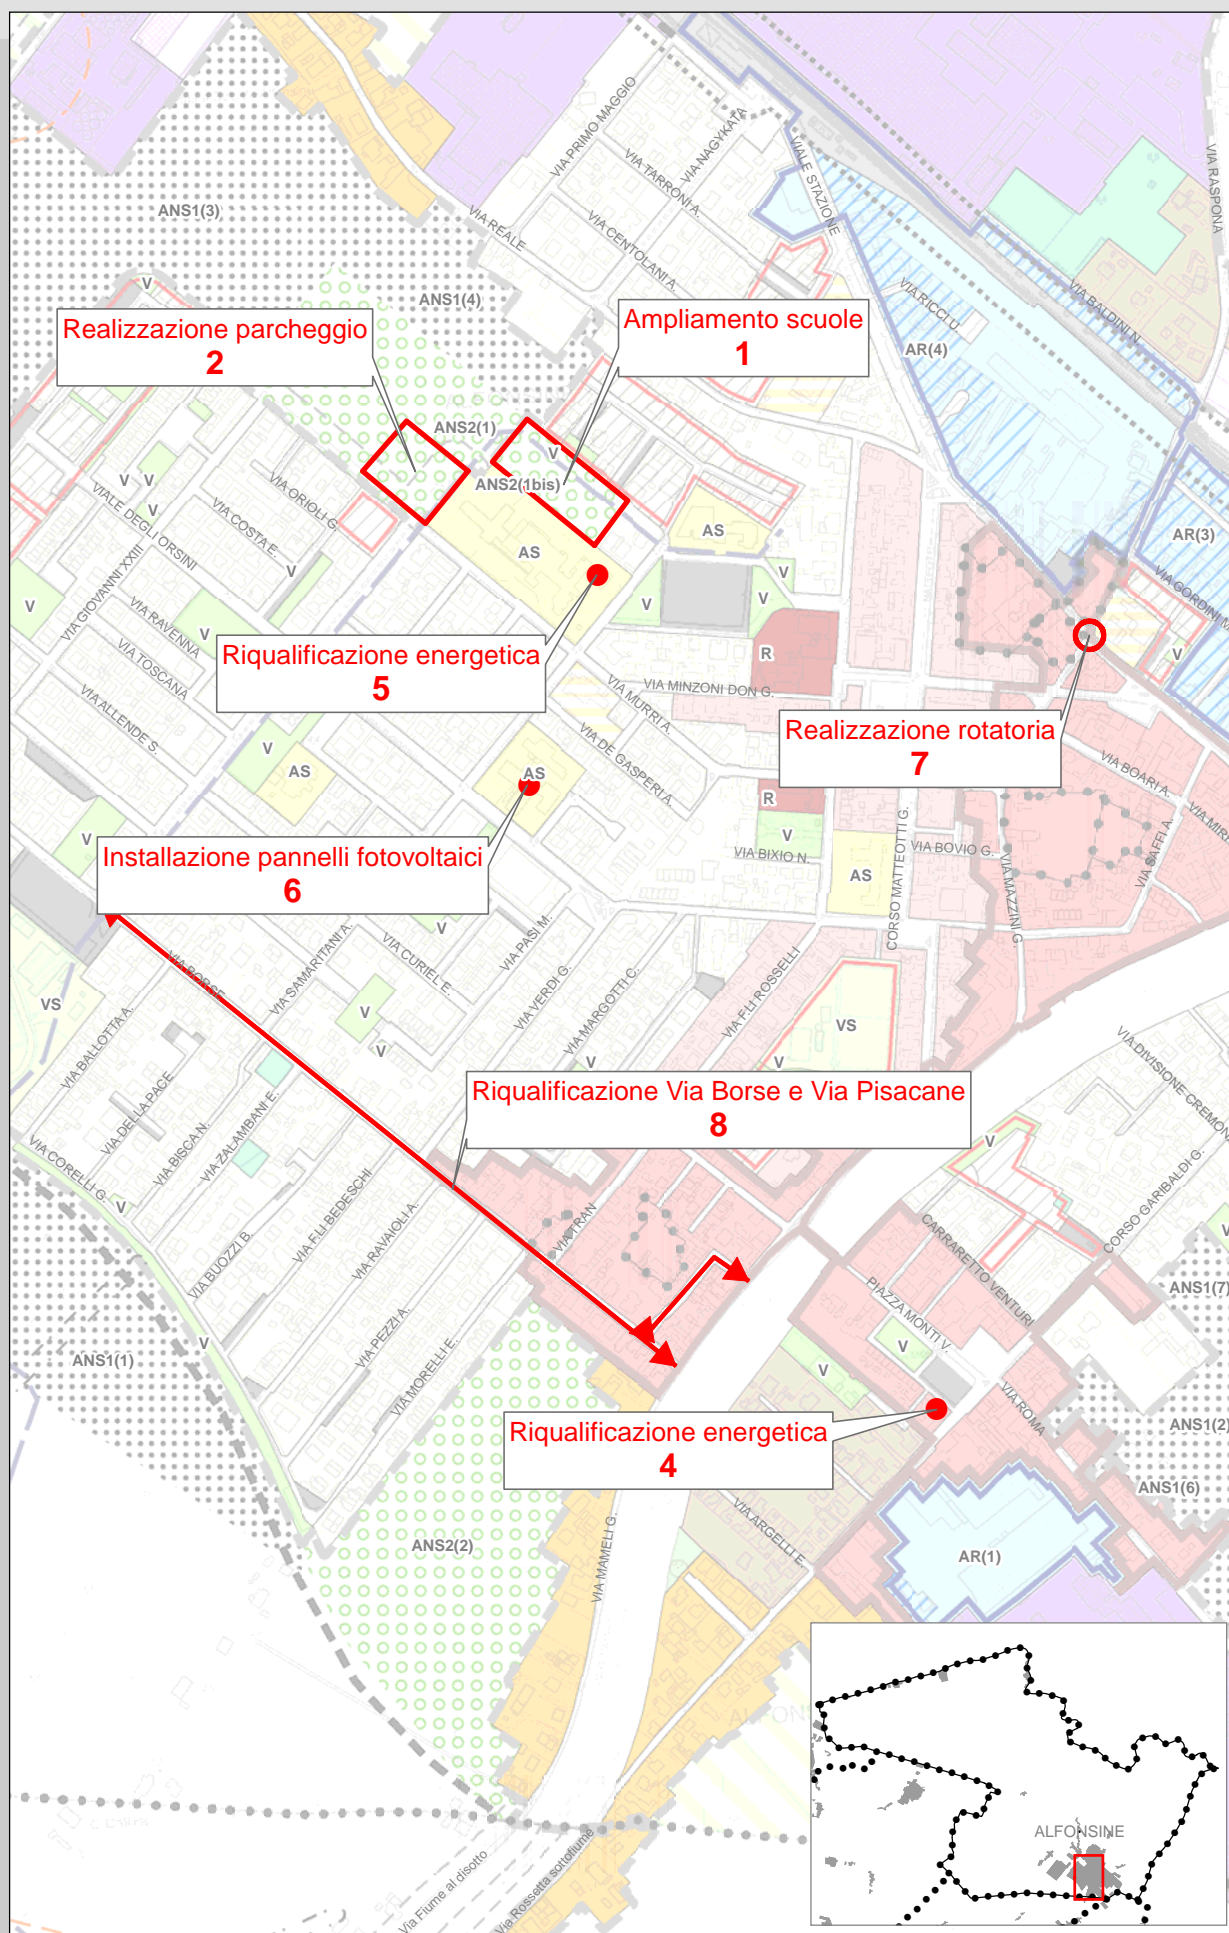 VIA PRIMO MAGGIO
VIA NAGYKATA
VIA TARRONI A.
VIALE STAZIONE
VIA RASPONA
ANS1(3)
VIA REALE
VIA CENTOLANI A.
V
ANS1(4)
VIA RICCI U.
VIA BALDINI N.
AR(4)
Realizzazione parcheggio
2
Ampliamento scuole
1
ANS2(1)
V
ANS2(1bis)
V
V
V
VIA ORIOLI G.
VIALE DEGLI ORSINI
VIA COSTA E.
AS
AS
AR(3)
VIA GIOVANNI XXIII
V
V
V
V
V
V
VIA GORDINI M.
VIA RAVENNA
VIA TOSCANA
VIA ALLENDE S.
Riqualificazione energetica
5
R
V
VIA MINZONI DON G.
VIA MURRI A.
VIA DE GASPERI A.
Realizzazione rotatoria
7
V
AS
AS
VIA BOARI A.
VIA SAFFI A.
R
V
V
VIA BIXIO N.
VIA BOVIO G.
CORSO MATTEOTTI G.
VIA MAZZINI G.
AS
Installazione pannelli fotovoltaici
6
V
VIA PASI M.
VIA CURIEL E.
VIA SAMARITANI A.
VIA BORSE
VIA VERDI G.
VIA MARGOTTI C.
VIA F.LLI ROSSELLI
VS
V
V
VS
VIA BALLOTTA A.
V
V
VIA DIVISIONE CREMONA
VIA DELLA PACE
VIA ZALAMBANI E.
VIA BISCA N.
Riqualificazione Via Borse e Via Pisacane
8
VIA CORELLI G.
V
V
CORSO GARIBALDI G.
VIA F.LLI BEDESCHI
VIA RAVAIOLI A.
VIA TRAN
VIA BUOZZI B.
CARRARETTO VENTURI
PIAZZA MONTI V.
V
ANS1(7)
VIA PEZZI A.
VIA MORELLI E.
V
ANS1(1)
V
V
VIA ROMA
ANS1(2)
Riqualificazione energetica
4
ANS1(6)
VIA ARGELLI E.
ANS2(2)
AR(1)
VIA MAMELI G.
Via Fiume al disotto
Via Rossetta sottofiume
ALFONSINE